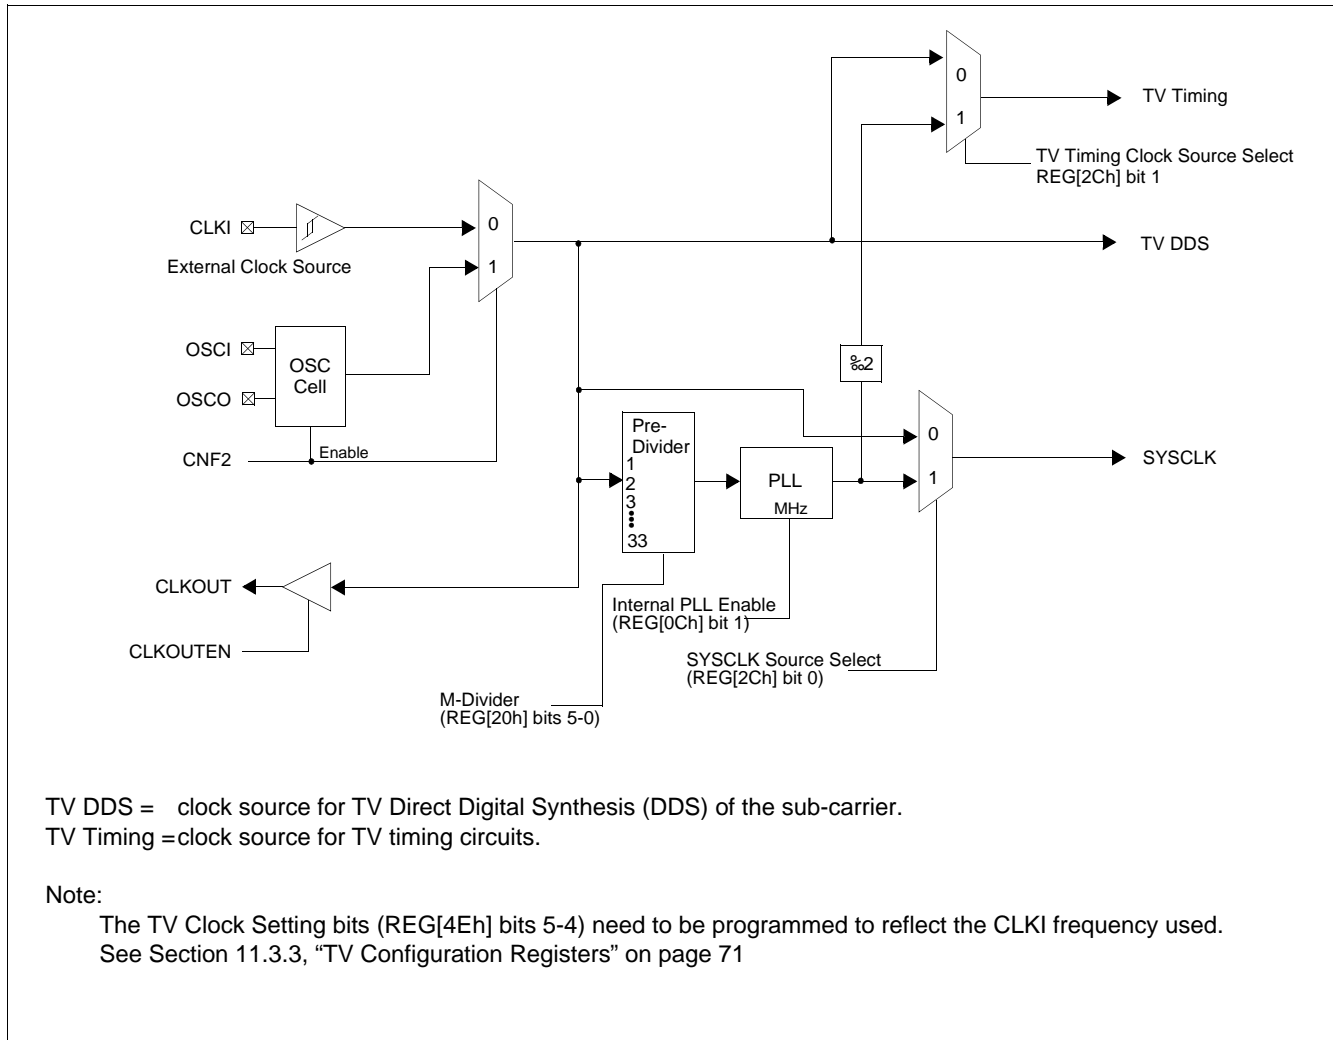 0
1
TV Timing
TV Timing Clock Source Select
REG[2Ch] bit 1
CLKI
0
1
TV DDS
External Clock Source
OSCI
OSC
Cell
OSCO
‰2
CNF2
Enable
Pre-
Divider
1
2
3
33
PLL
MHz
0
1
SYSCLK
CLKOUT
Internal PLL Enable
(REG[0Ch] bit 1)
CLKOUTEN
SYSCLK Source Select
(REG[2Ch] bit 0)
M-Divider
(REG[20h] bits 5-0)
TV DDS = clock source for TV Direct Digital Synthesis (DDS) of the sub-carrier.
TV Timing =clock source for TV timing circuits.
Note:
The TV Clock Setting bits (REG[4Eh] bits 5-4) need to be programmed to reflect the CLKI frequency used.
See Section 11.3.3, “TV Configuration Registers” on page 71